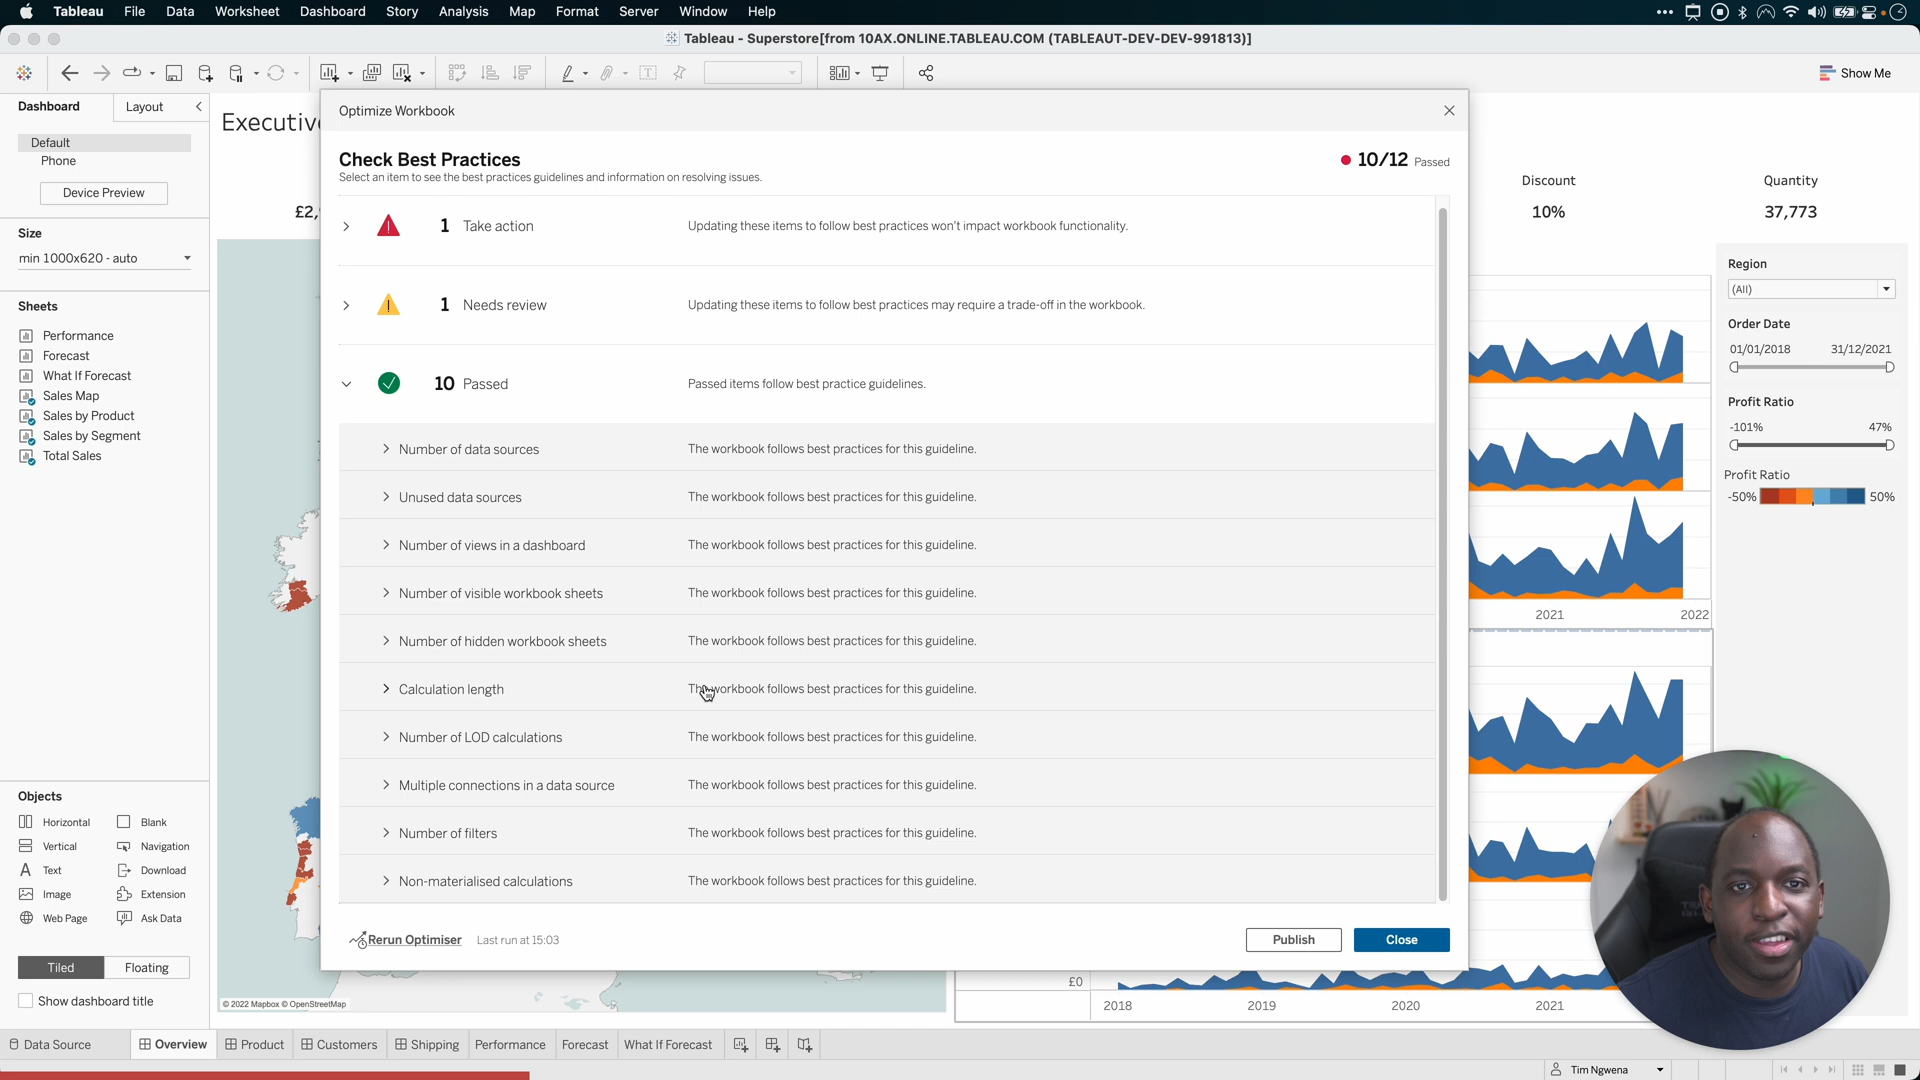 Tableau File Data Worksheet Dashboard Story Analysis Map Format Server Window Help
Tableau - Superstore[from 10AX.ONLINE.TABLEAU.COM (TABLEAUT-DEV-DEV-991813)]
Show Me
Dashboard
Layout
Default
Phone
Device Preview
Size
min 1000x620 - auto
Sheets
Performance
Forecast
What If Forecast
Sales Map
Sales by Product
Sales by Segment
Total Sales
Objects
Horizontal
Blank
Vertical
Navigation
Text
Download
Image
Extension
Web Page
Ask Data
Tiled
Floating
Show dashboard title
Optimize Workbook
Check Best Practices
10/12 Passed
Select an item to see the best practices guidelines and information on resolving issues.
1 Take action
Updating these items to follow best practices won't impact workbook functionality.
1 Needs review
Updating these items to follow best practices may require a trade-off in the workbook.
10 Passed
Passed items follow best practice guidelines.
Number of data sources
The workbook follows best practices for this guideline.
Unused data sources
The workbook follows best practices for this guideline.
Number of views in a dashboard
The workbook follows best practices for this guideline.
Number of visible workbook sheets
The workbook follows best practices for this guideline.
Number of hidden workbook sheets
The workbook follows best practices for this guideline.
Calculation length
The workbook follows best practices for this guideline.
Number of LOD calculations
The workbook follows best practices for this guideline.
Multiple connections in a data source
The workbook follows best practices for this guideline.
Number of filters
The workbook follows best practices for this guideline.
Non-materialised calculations
The workbook follows best practices for this guideline.
Rerun Optimiser
Last run at 15:03
Publish
Close
Discount
10%
Quantity
37,773
Region
(All)
Order Date
01/01/2018 31/12/2021
Profit Ratio
-101% 47%
Profit Ratio
-50% 50%
2021 2022
£0
2018 2019 2020 2021
© 2022 Mapbox © OpenStreetMap
Data Source Overview Product Customers Shipping Performance Forecast What If Forecast
Tim Ngwena